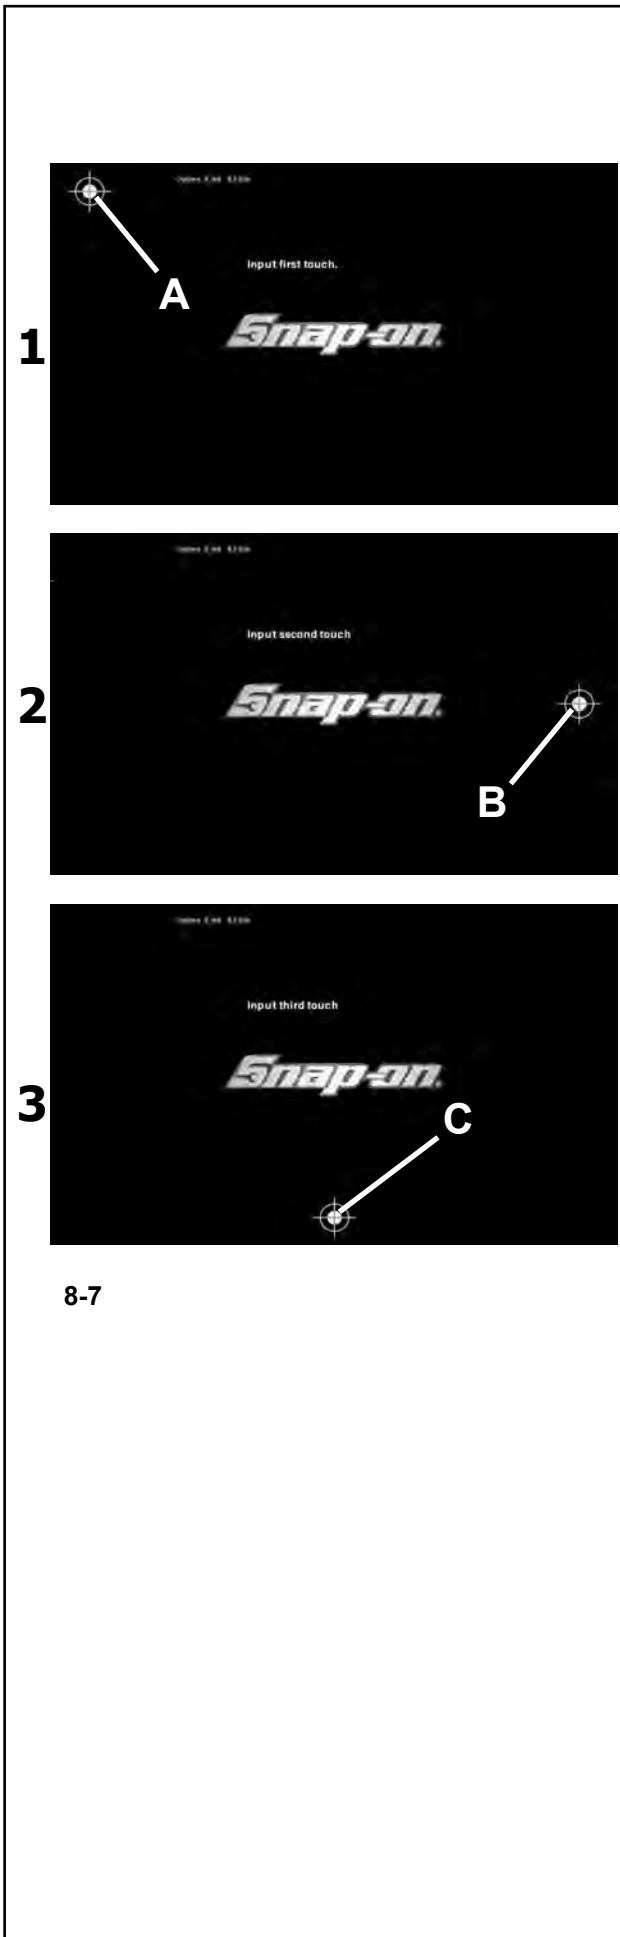 1
A
Input first touch.
Snap-on
2
Input second touch
Snap-on
B
3
Input third touch
Snap-on
C
8-7